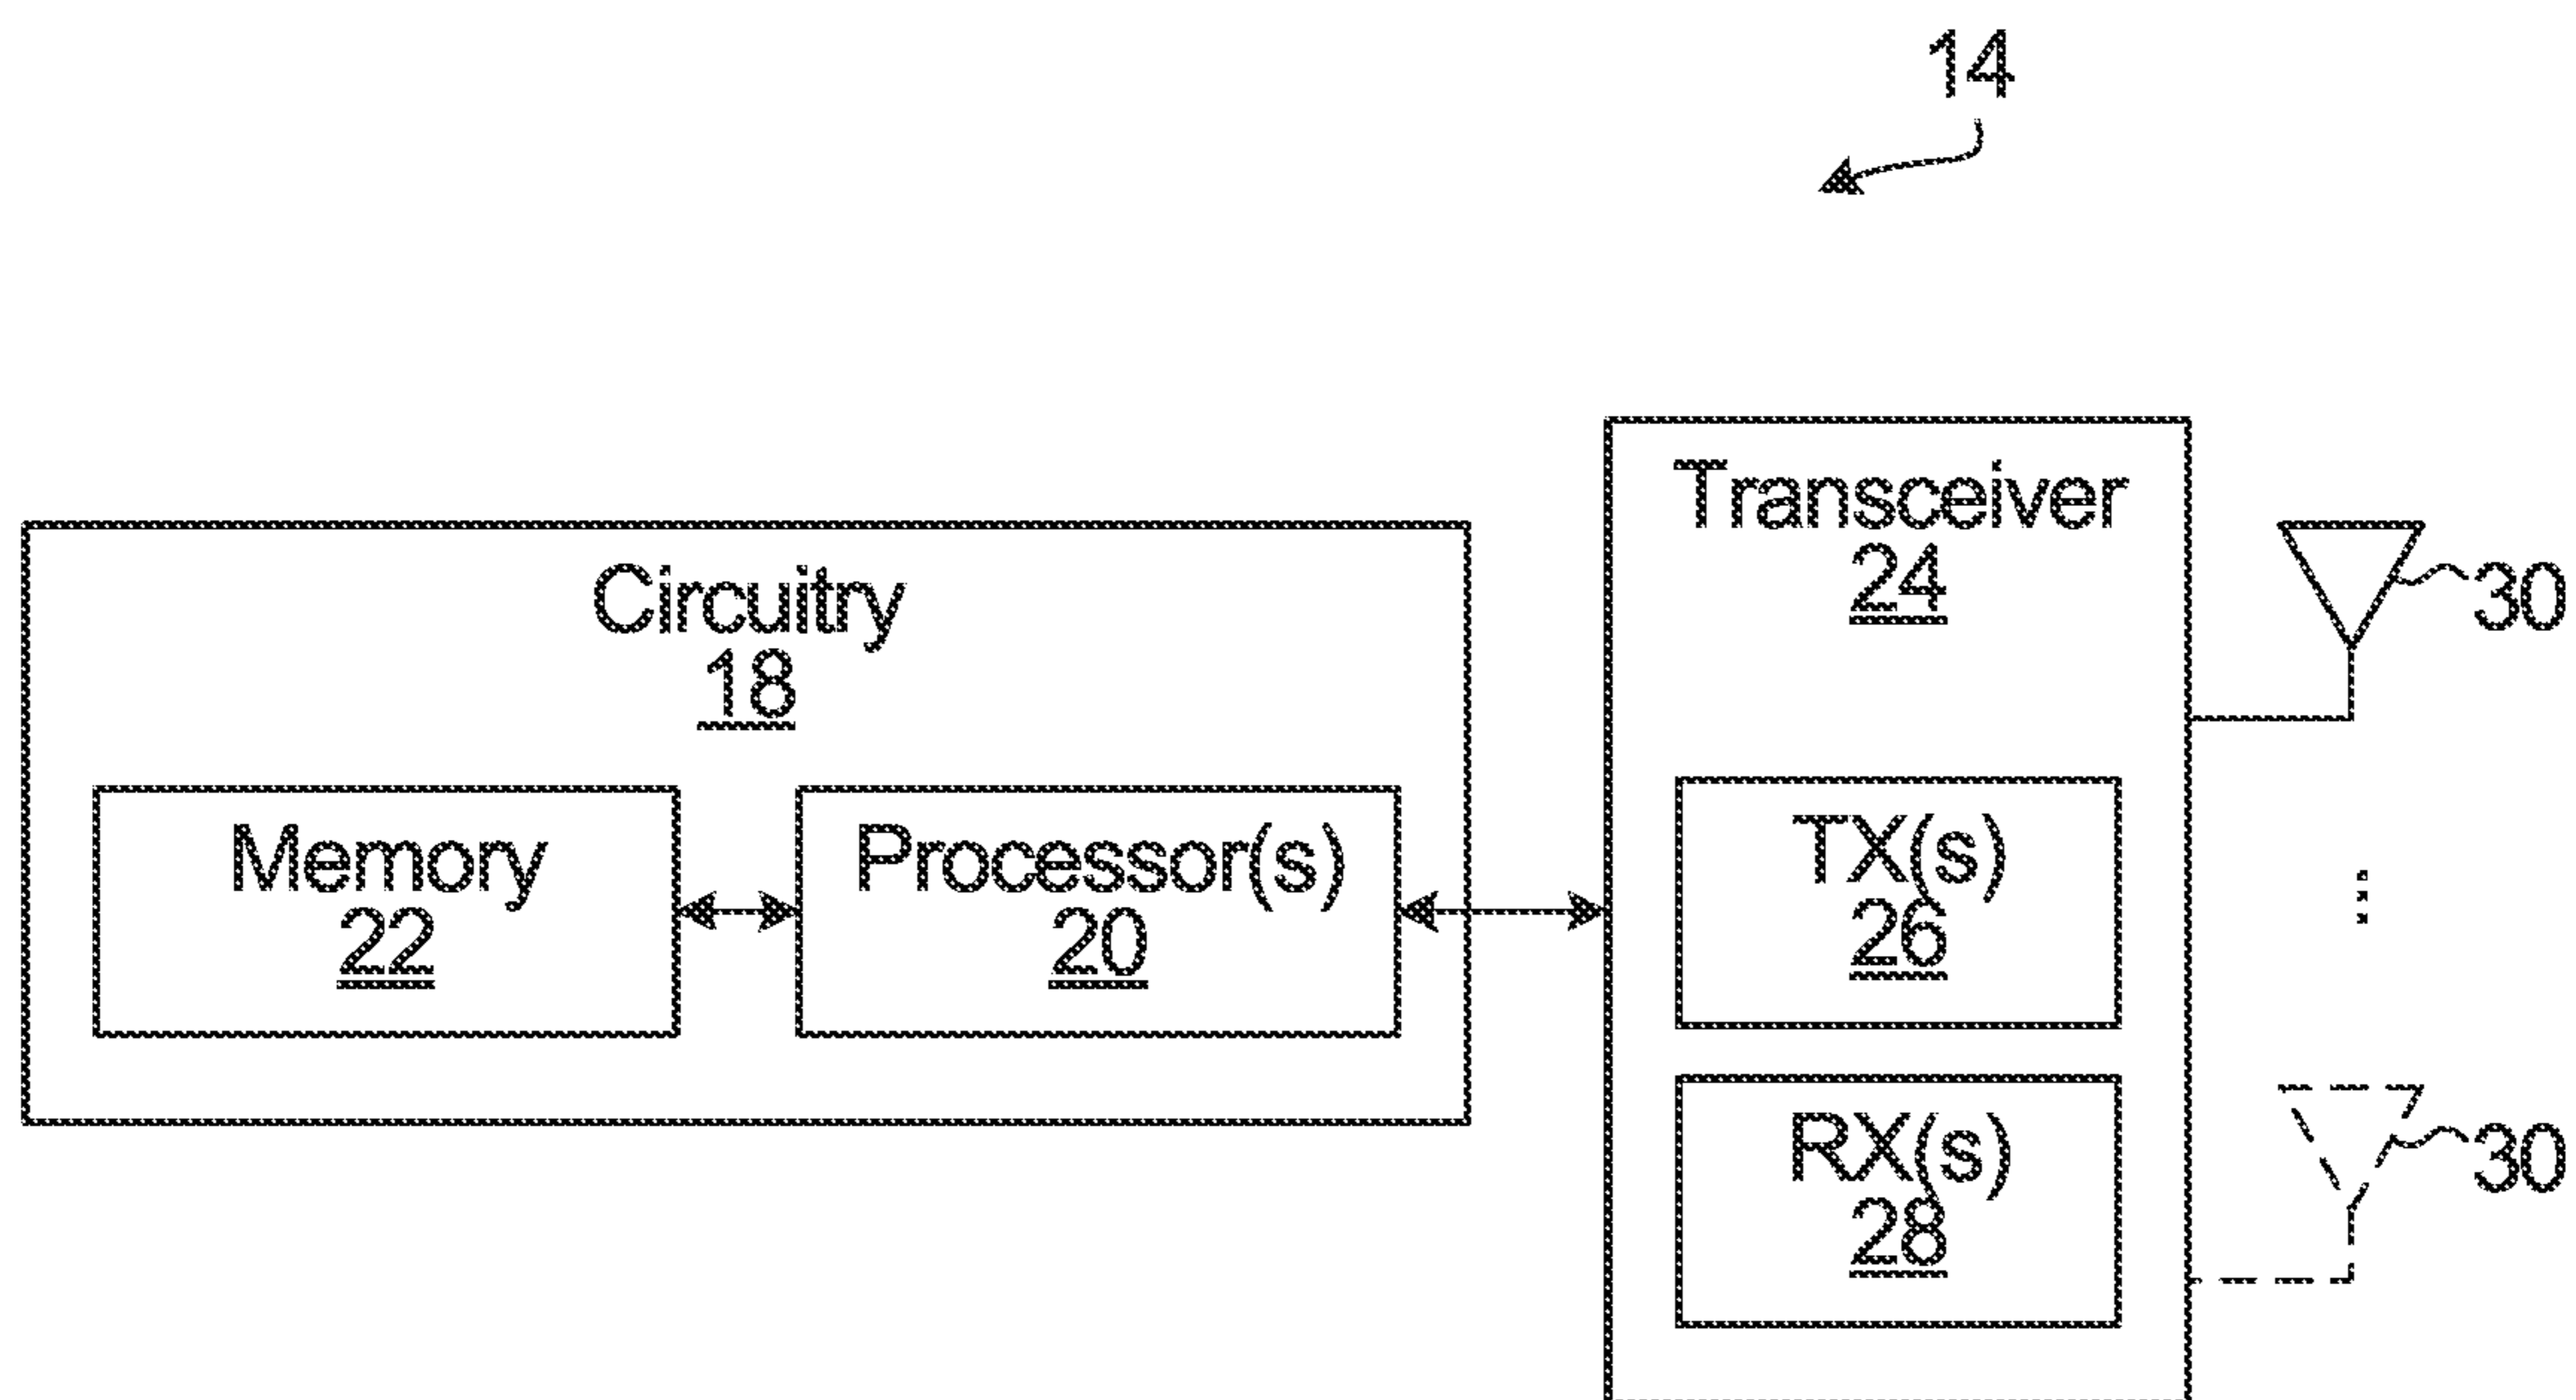 14
Transceiver
24
30
Circuitry
18
Memory
22
Processor(s)
20
TX(s)
26
RX(s)
28
30